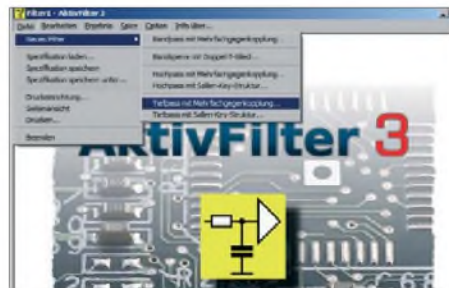 Filter1 - AktivFilter 3
Datei Bearbeiten Ergebnis Spice Option Info über...
Neues Filter
Spezifikation laden...
Spezifikation speichern
Spezifikation speichern unter...
Druckeinrichtung...
Seitenansicht
Drucken...
Beenden
Bandpass mit Mehrfachgegenkopplung...
Bandsperre mit Doppel-T-Glied...
Hochpass mit Mehrfachgegenkopplung...
Hochpass mit Sallen-Key-Struktur...
Tiefpass mit Mehrfachgegenkopplung...
Tiefpass mit Sallen-Key-Struktur...
AktivFilter 3